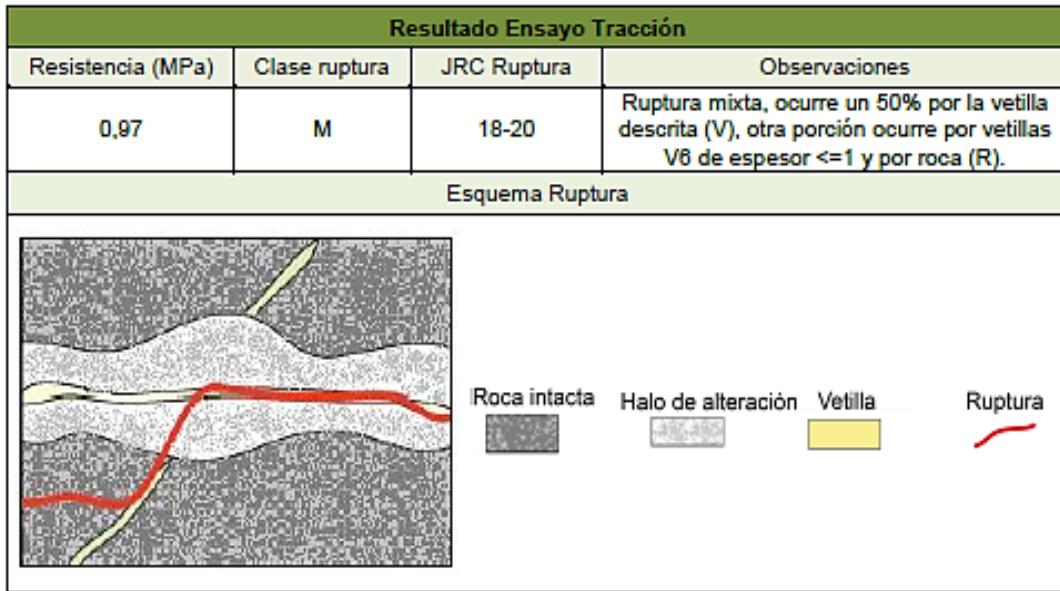 Resultado Ensayo Tracción
Resistencia (MPa) Clase ruptura JRC Ruptura Observaciones
0,97 M 18-20 Ruptura mixta, ocurre un 50% por la vetilla
descrita (V), otra porción ocurre por vetillas
V6 de espesor <=1 y por roca (R).
Esquema Ruptura
Roca intacta Halo de alteración Vetilla Ruptura